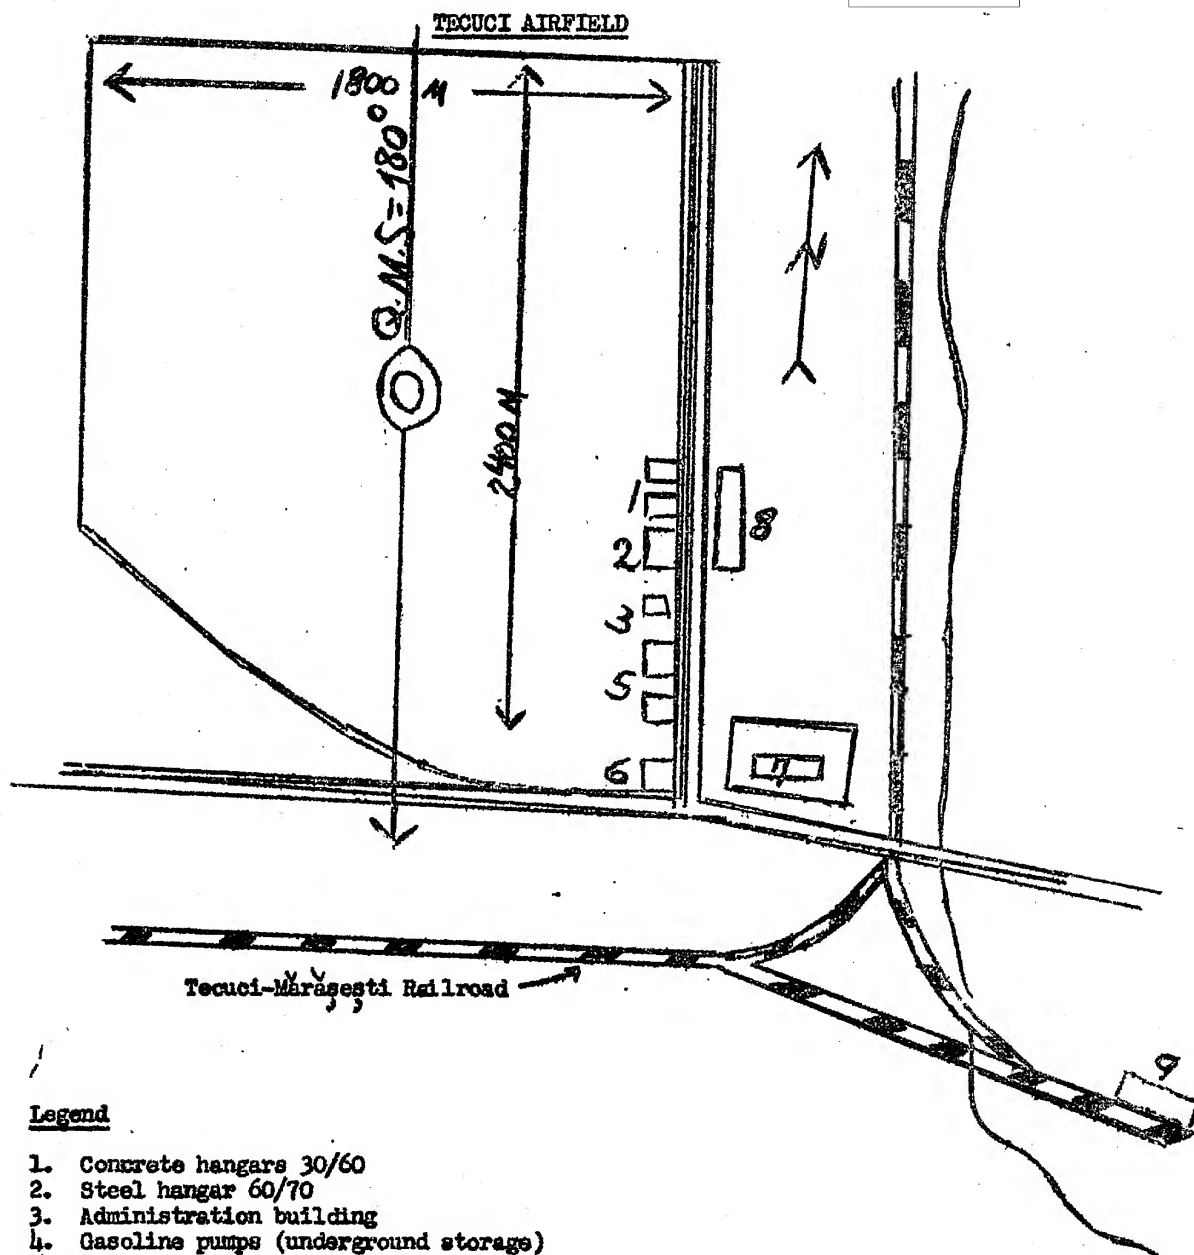 TECUCI AIRFIELD
1800 M
Q.M.S = 180°
2400 M
1
2
3
5
6
7
8
9
Tecuci-Mărășești Railroad
Legend
1. Concrete hangars 30/60
2. Steel hangar 60/70
3. Administration building
4. Gasoline pumps (underground storage)